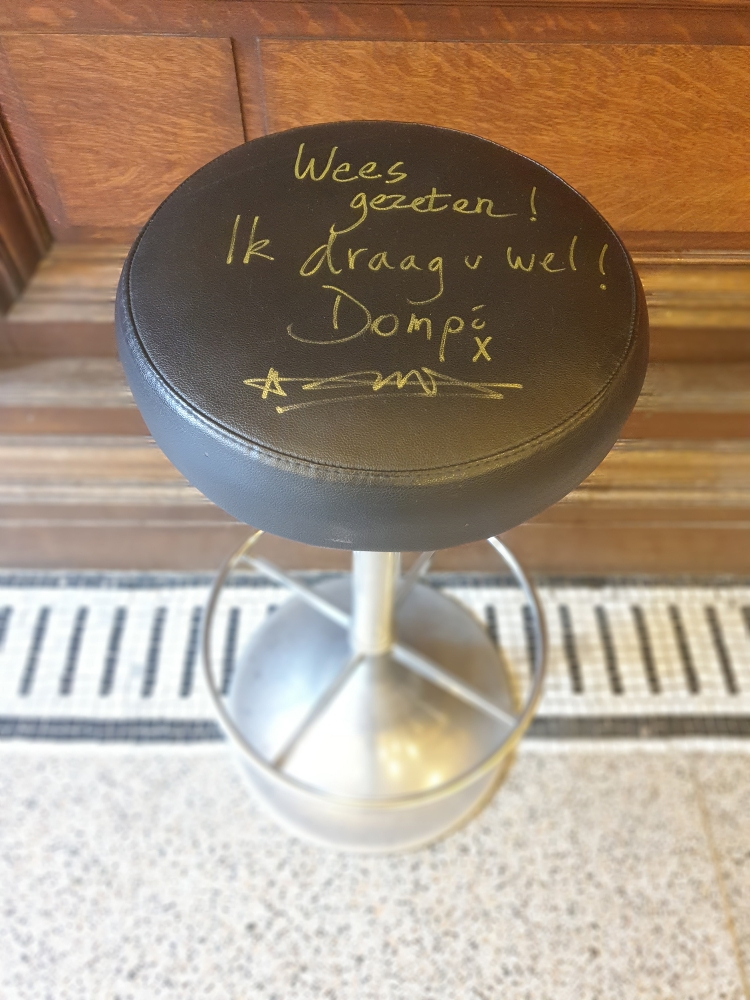 Wees
gezeten!
Ik draag u wel!
Dompi
x